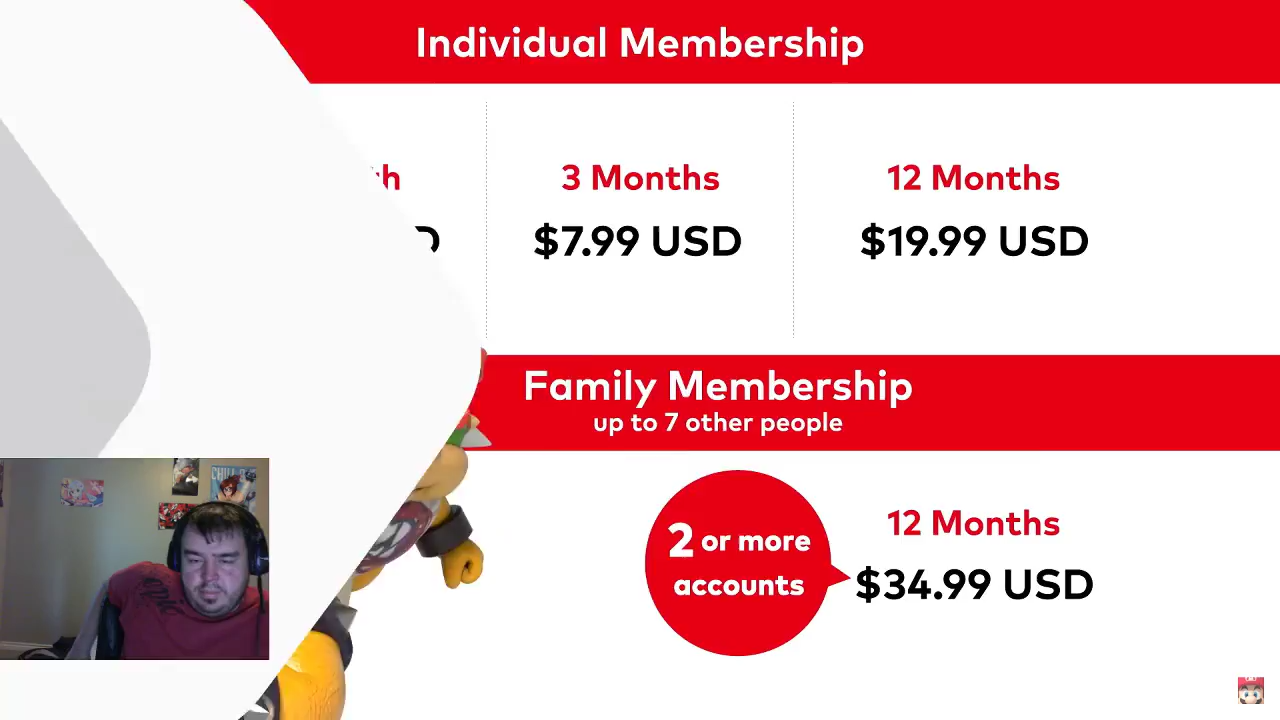 Individual Membership
3 Months
12 Months
$7.99 USD
$19.99 USD
Family Membership
up to 7 other people
2 or more
accounts
12 Months
$34.99 USD